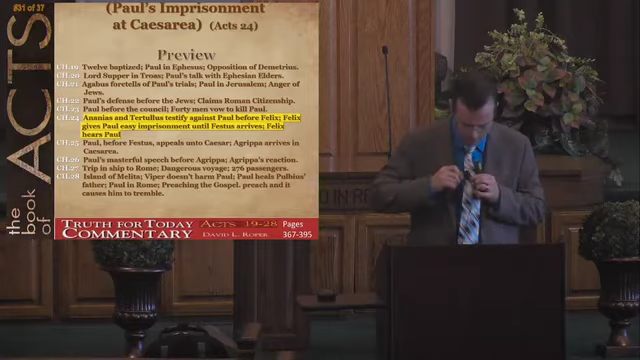 #31 of 37
the book of ACTS
(Paul's Imprisonment
at Caesarea) (Acts 24)
Preview
CH.19 Twelve baptized; Paul in Ephesus; Opposition of Demetrius.
CH.20 Lord Supper in Troas; Paul's talk with Ephesian Elders.
CH.21 Agabus foretells of Paul's trials; Paul in Jerusalem; Anger of
Jews.
CH.22 Paul's defense before the Jews; Claims Roman Citizenship.
CH.23 Paul before the council; Forty men vow to kill Paul.
CH.24 Ananias and Tertullus testify against Paul before Felix; Felix
gives Paul easy imprisonment until Festus arrives; Felix
hears Paul
CH.25 Paul, before Festus, appeals unto Caesar; Agrippa arrives in
Caesarea.
CH.26 Paul's masterful speech before Agrippa; Agrippa's reaction.
CH.27 Trip in ship to Rome; Dangerous voyage; 276 passengers.
CH.28 Island of Melita; Viper doesn't harm Paul; Paul heals Pulbius'
father; Paul in Rome; Preaching the Gospel. preach and it
causes him to tremble.
TRUTH FOR TODAY ACTS 19-28 Pages
COMMENTARY DAVID L. ROPER 367-395
IN RE